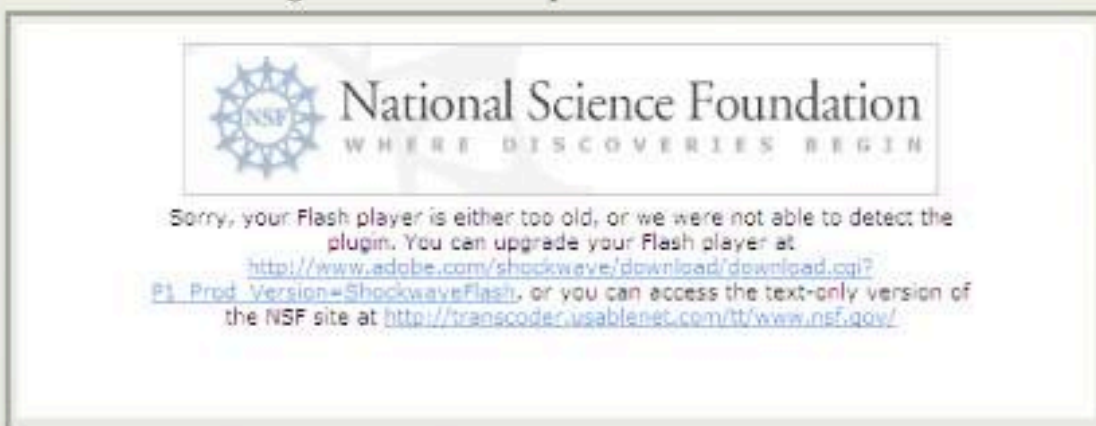 NSF
National Science Foundation
WHERE DISCOVERIES BEGIN
Sorry, your Flash player is either too old, or we were not able to detect the
plugin. You can upgrade your Flash player at
http://www.adobe.com/shockwave/download/download.cgi?
P1_Prod_Version=ShockwaveFlash, or you can access the text-only version of
the NSF site at http://transcoder.usablenet.com/tt/www.nsf.gov/